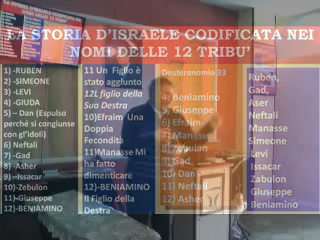 LA STORIA D'ISRAELE CODIFICATA NEI
NOMI DELLE 12 TRIBU'
1) -RUBEN
2) -SIMEONE
3) -LEVI
4) -GIUDA
5) – Dan (Espulso
perché si congiunse
con gl'idoli)
6) Neftali
7) -Gad
8) -Asher
9) –Issacar
10)-Zebulon
11)-Giuseppe
12)-BENIAMINO
11 Un Figlio è
stato aggiunto
12L figlio della
Sua Destra
10)Efraim Una
Doppia
Fecondità
11)Manasse Mi
ha fatto
dimenticare
12)-BENIAMINO
Il Figlio della
Destra
Deuteronomio 33
4) Beniamino
5) Giuseppe
6) Efraim
7) Manasse
8) Zebulon
9) Gad
10) Dan
11) Neftali
12) Asher
Ruben,
Gad,
Aser
Neftali
Manasse
Simeone
Levi
Issacar
Zabulon
Giuseppe
Beniamino